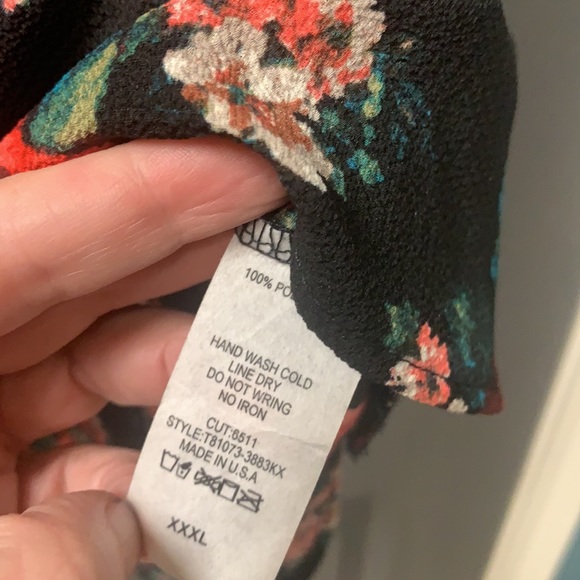 100% PO
HAND WASH COLD
LINE DRY
DO NOT WRING
NO IRON
CUT:6511
STYLE:T81073-3883KX
MADE IN U.S.A
XXXL